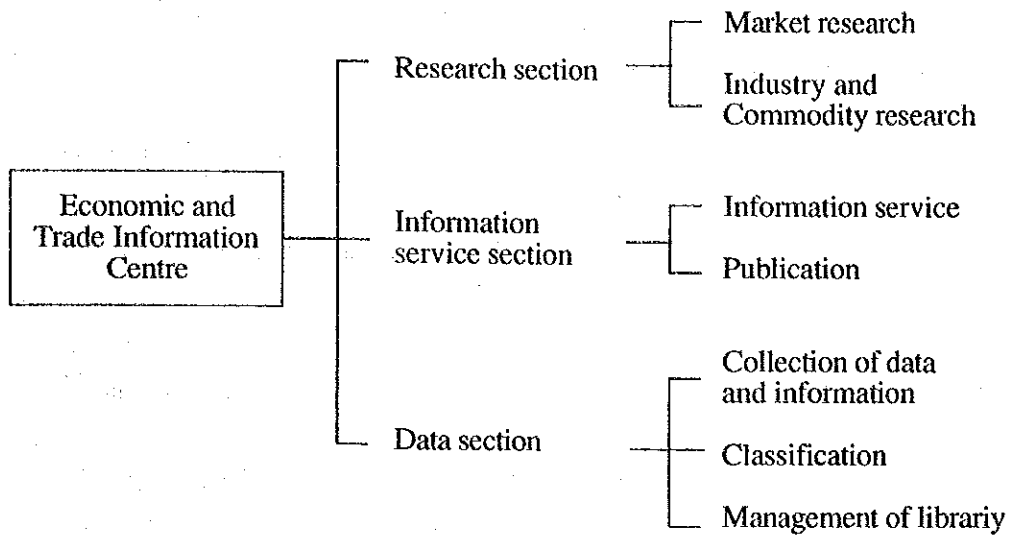 Economic and
Trade Information
Centre
Research section
Market research
Industry and
Commodity research
Information
service section
Information service
Publication
Data section
Collection of data
and information
Classification
Management of librariy